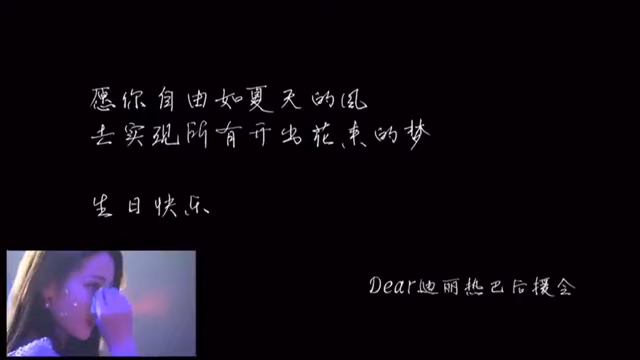 愿你自由如夏天的风
去实现所有开出花来的梦
生日快乐
Dear迪丽热巴后援会